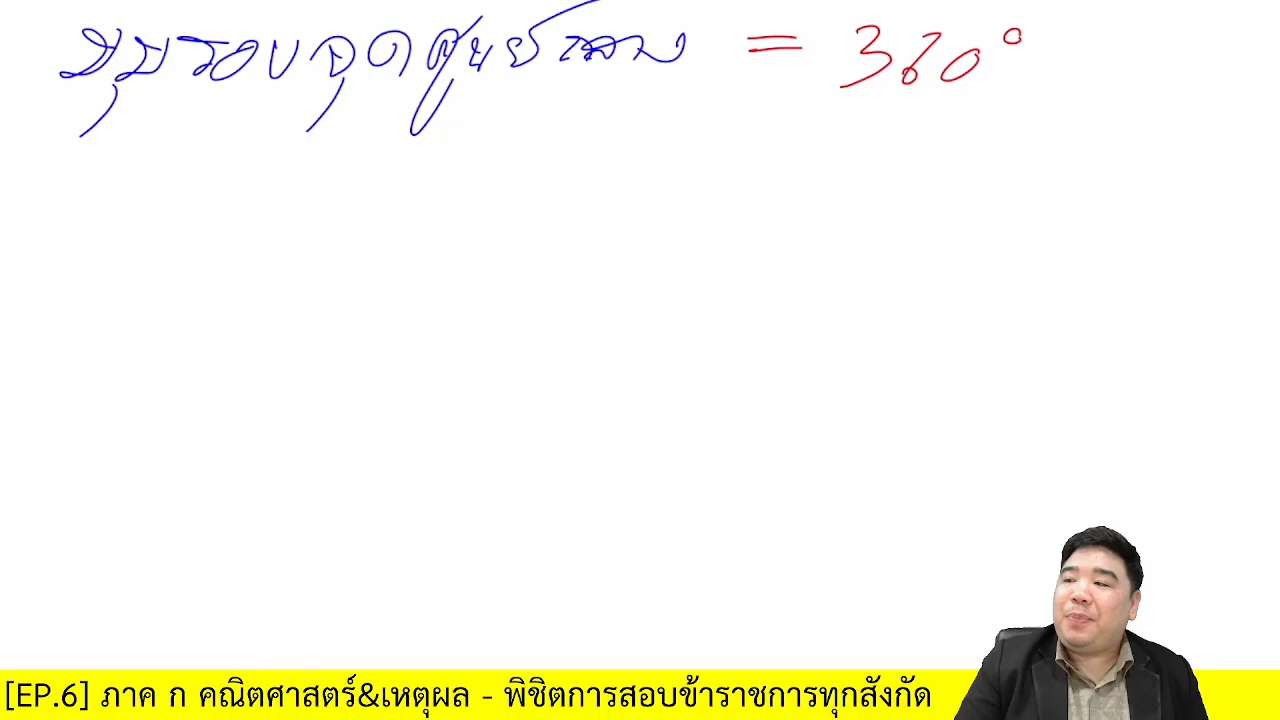 มุมรอบจุดศูนย์กลาง = 360°
[EP.6] ภาค ก คณิตศาสตร์&เหตุผล - พิชิตการสอบข้าราชการทุกสังกัด